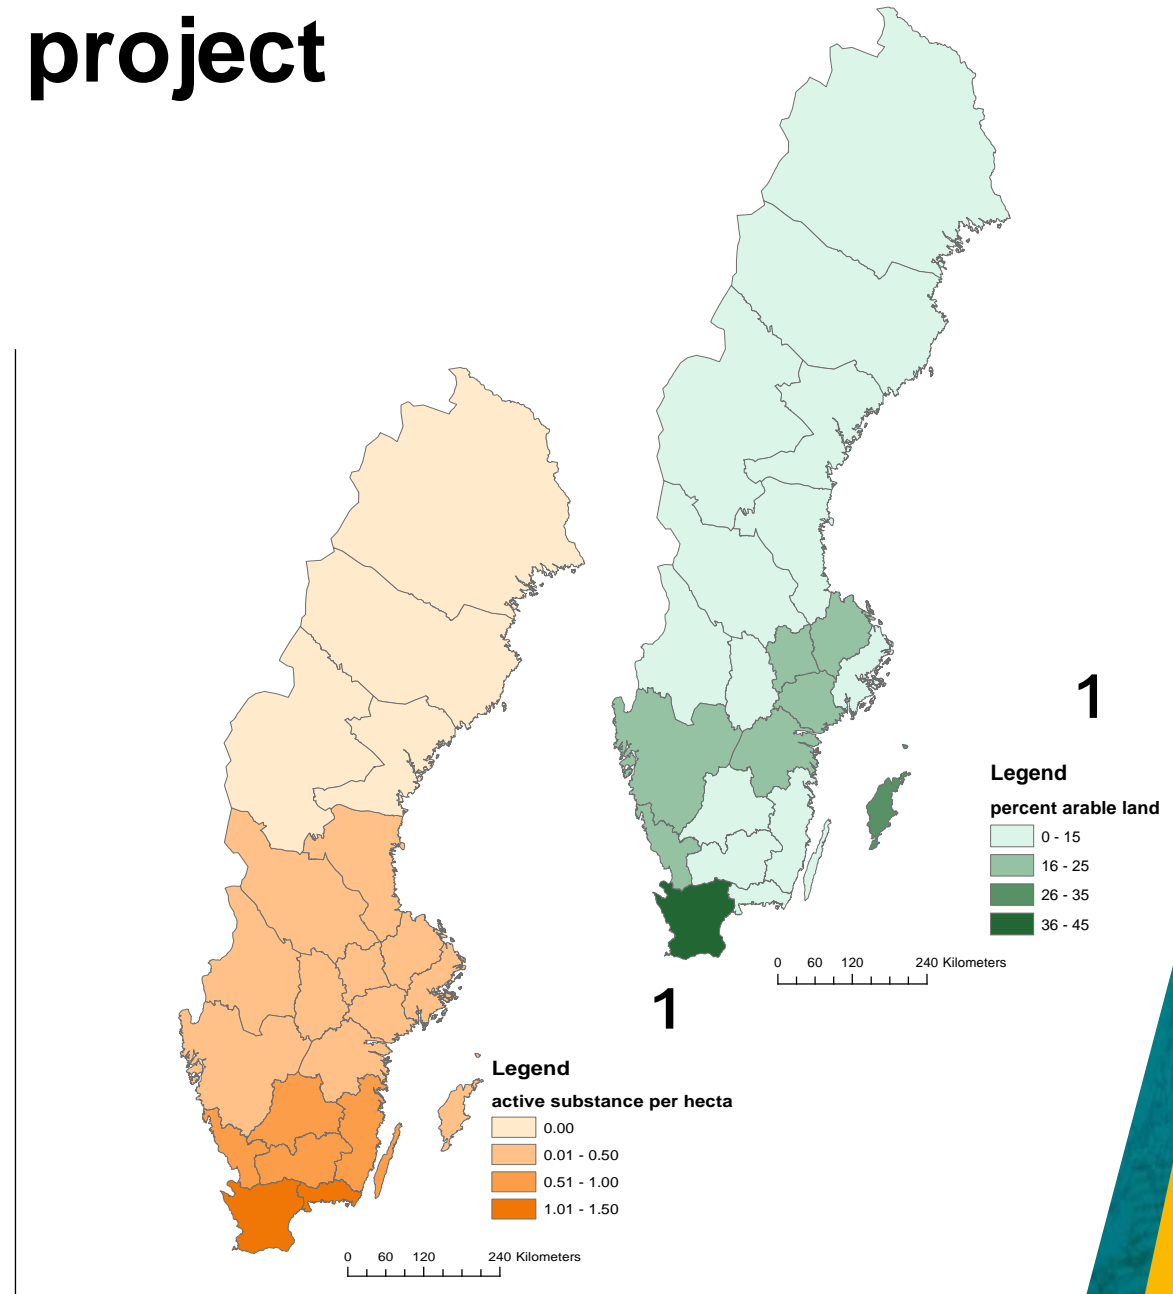 project
1
Legend
percent arable land
0 - 15
16 - 25
26 - 35
36 - 45
0 60 120 240 Kilometers
1
Legend
active substance per hecta
0.00
0.01 - 0.50
0.51 - 1.00
1.01 - 1.50
0 60 120 240 Kilometers